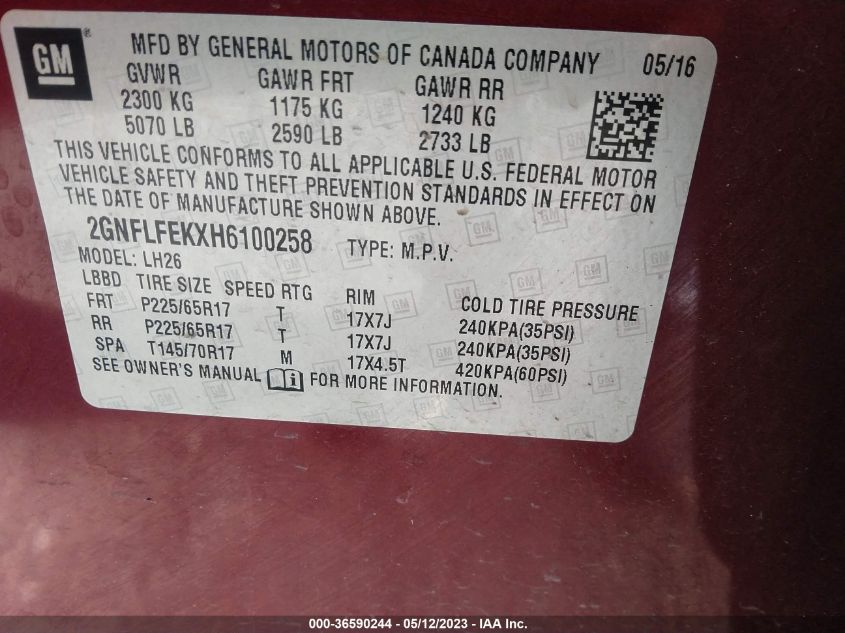 GM
MFD BY GENERAL MOTORS OF CANADA COMPANY 05/16
GVWR GAWR FRT GAWR RR
2300 KG 1175 KG 1240 KG
5070 LB 2590 LB 2733 LB
THIS VEHICLE CONFORMS TO ALL APPLICABLE U.S. FEDERAL MOTOR
VEHICLE SAFETY AND THEFT PREVENTION STANDARDS IN EFFECT ON
THE DATE OF MANUFACTURE SHOWN ABOVE.
2GNFLFEKXH6100258 TYPE: M.P.V.
MODEL: LH26
LBBD TIRE SIZE SPEED RTG RIM COLD TIRE PRESSURE
FRT P225/65R17 T 17X7J 240KPA(35PSI)
RR P225/65R17 T 17X7J 240KPA(35PSI)
SPA T145/70R17 M 17X4.5T 420KPA(60PSI)
SEE OWNER'S MANUAL FOR MORE INFORMATION.
000-36590244 - 05/12/2023 - IAA Inc.